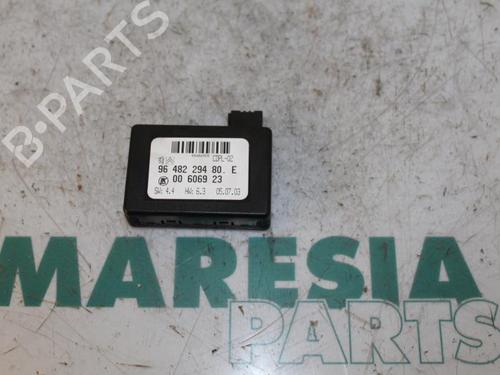 B-PARTS
CDPL-02
96 482 294 80. E
00 6069 23
SW: 4.4 HW: 6.3 05.07.03
MARESIA
PARTS